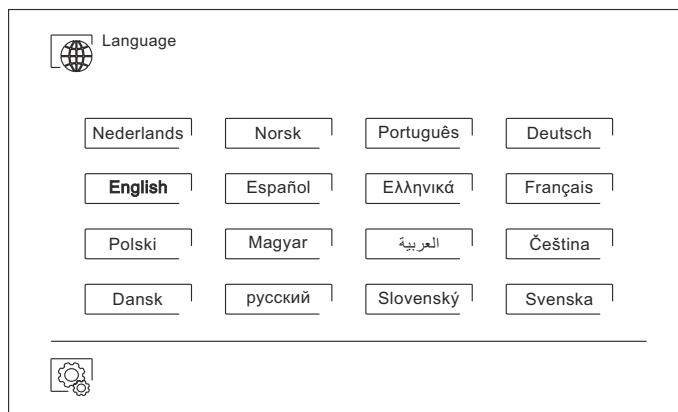 Language
Nederlands Norsk Português Deutsch
English Español Ελληνικά Français
Polski Magyar العربية Čeština
Dansk русский Slovenský Svenska